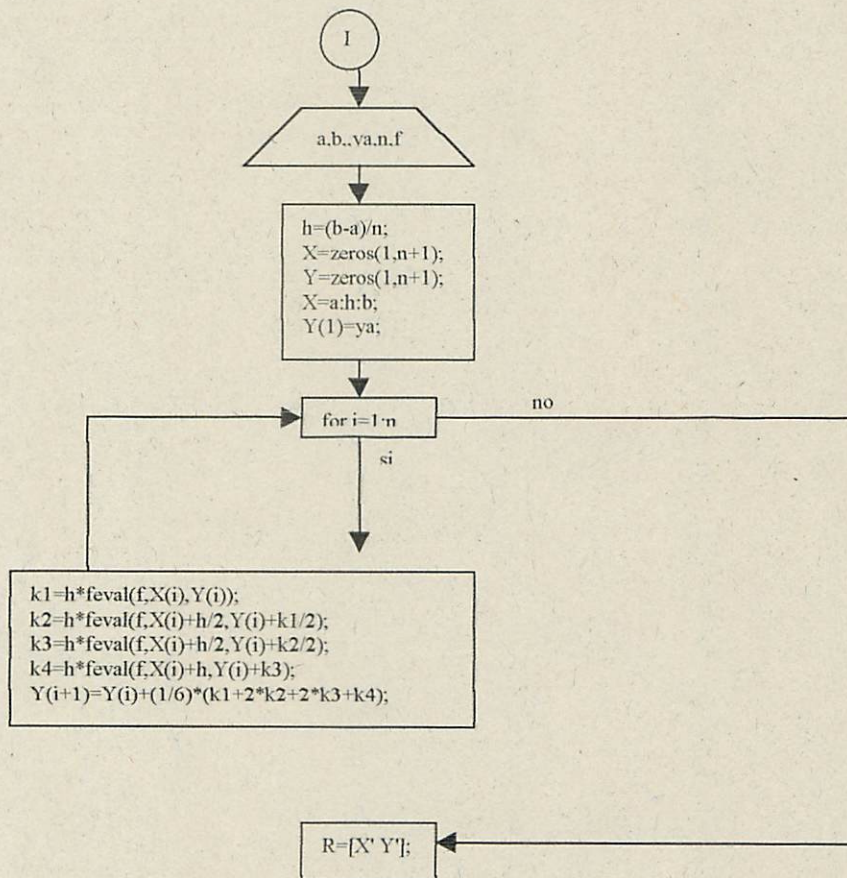 I
a,b,,ya,n,f
h=(b-a)/n;
X=zeros(1,n+1);
Y=zeros(1,n+1);
X=a:h:b;
Y(1)=ya;
for i=1:n
no
si
k1=h*feval(f,X(i),Y(i));
k2=h*feval(f,X(i)+h/2,Y(i)+k1/2);
k3=h*feval(f,X(i)+h/2,Y(i)+k2/2);
k4=h*feval(f,X(i)+h,Y(i)+k3);
Y(i+1)=Y(i)+(1/6)*(k1+2*k2+2*k3+k4);
R=[X' Y'];